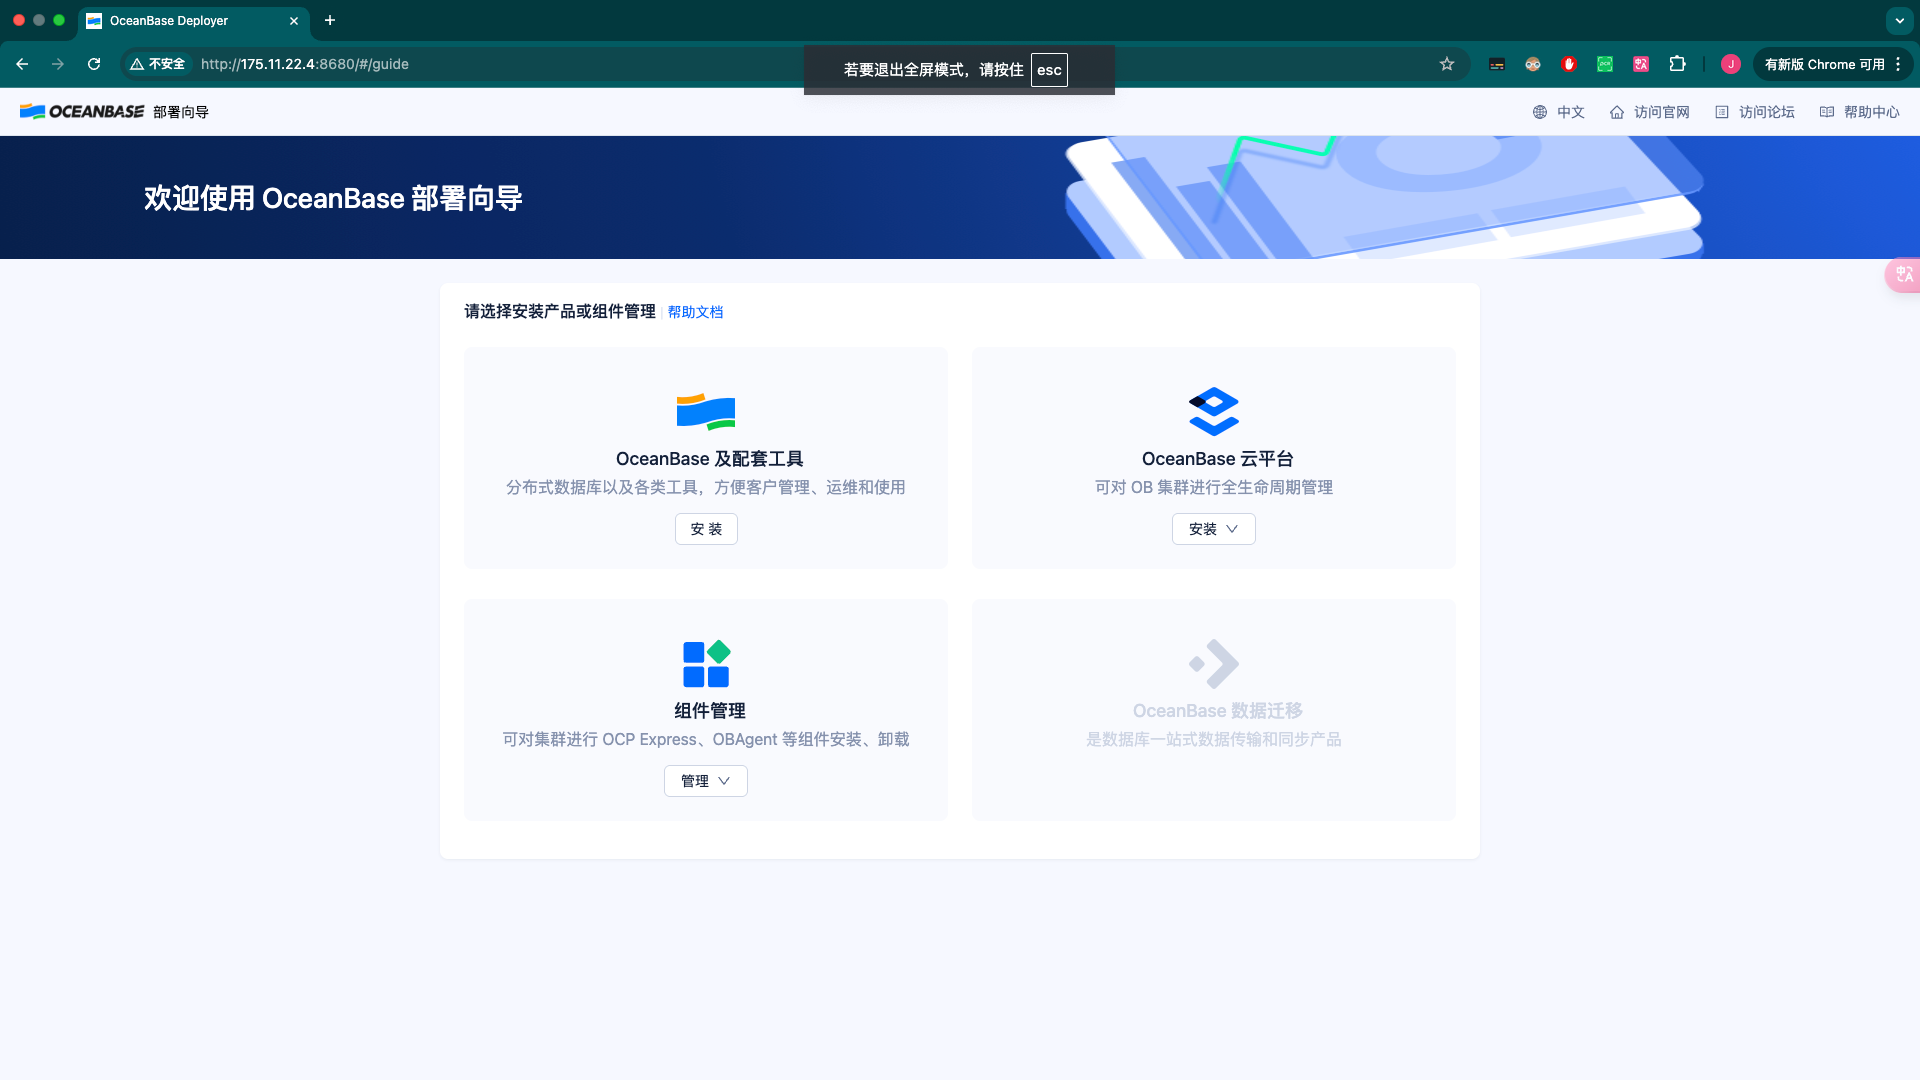 OceanBase Deployer
不安全
http://175.11.22.4:8680/#/guide
若要退出全屏模式，请按住 esc
J
有新版 Chrome 可用
OCEANBASE 部署向导
中文
访问官网
访问论坛
帮助中心
欢迎使用 OceanBase 部署向导
请选择安装产品或组件管理
帮助文档
OceanBase 及配套工具
分布式数据库以及各类工具，方便客户管理、运维和使用
安 装
OceanBase 云平台
可对 OB 集群进行全生命周期管理
安装
组件管理
可对集群进行 OCP Express、OBAgent 等组件安装、卸载
管理
OceanBase 数据迁移
是数据库一站式数据传输和同步产品